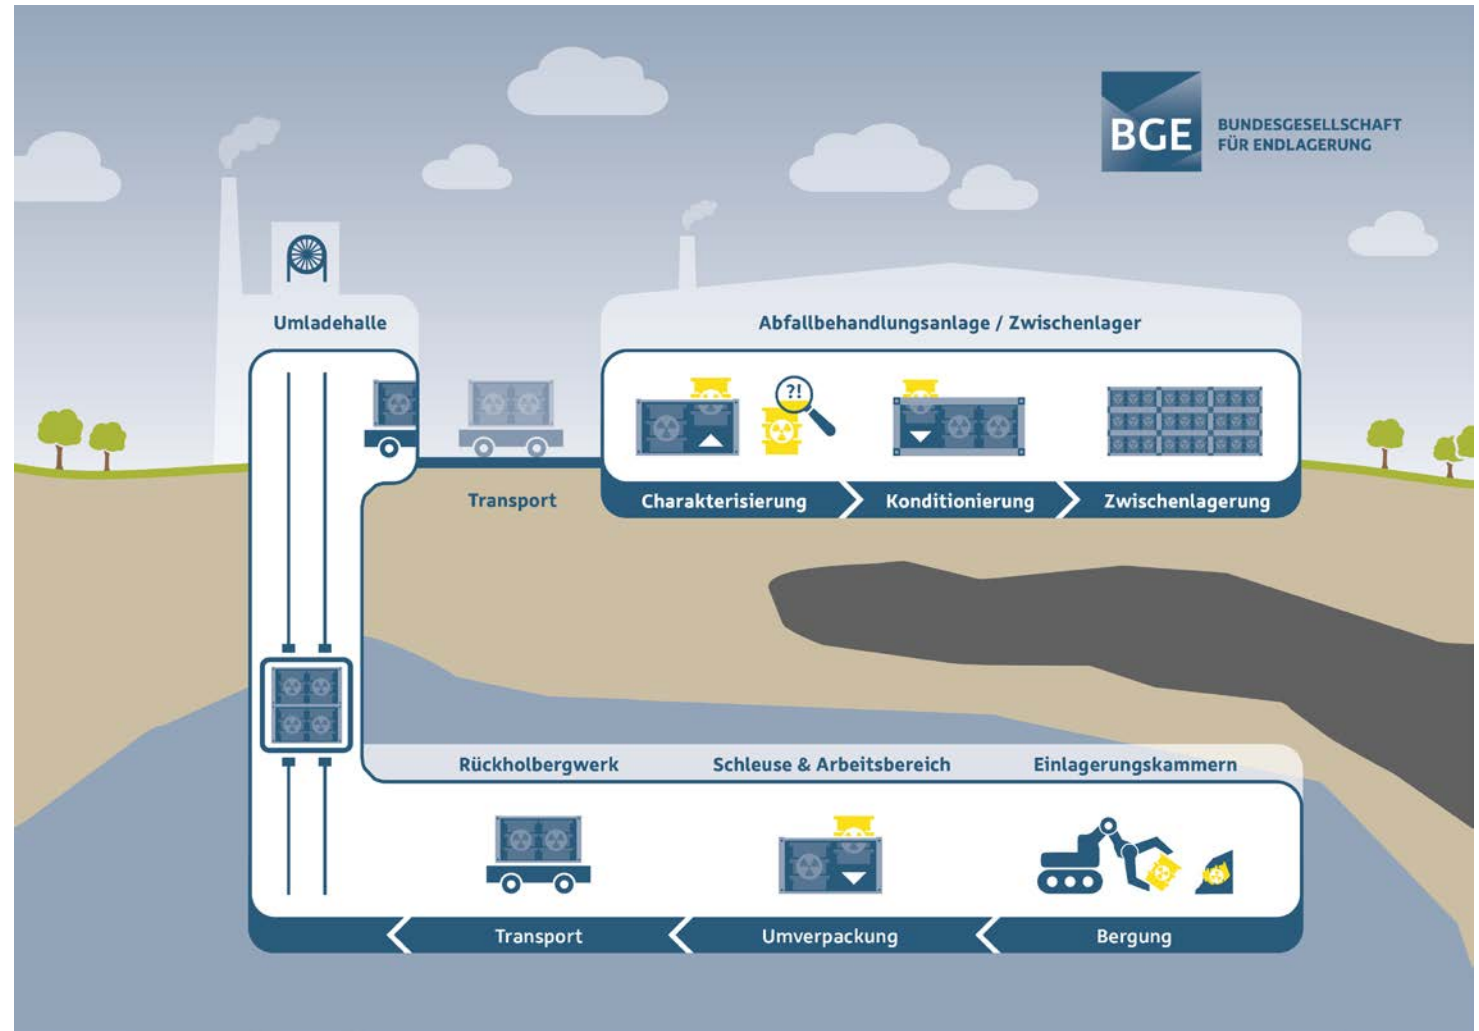 BGE
BUNDESGESELLSCHAFT
FÜR ENDLAGERUNG
Umladehalle
Abfallbehandlungsanlage / Zwischenlager
?!
Transport
Charakterisierung
Konditionierung
Zwischenlagerung
Rückholbergwerk
Schleuse & Arbeitsbereich
Einlagerungskammern
Transport
Umverpackung
Bergung